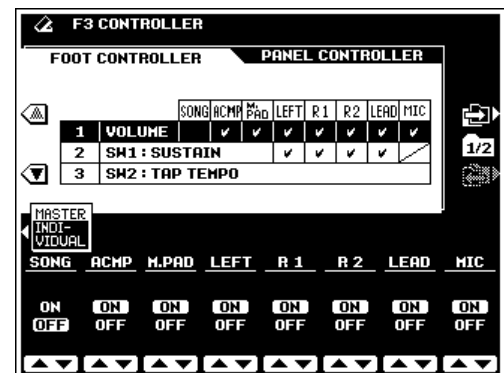 F3 CONTROLLER
FOOT CONTROLLER PANEL CONTROLLER
SONG ACMP M.PAD LEFT R1 R2 LEAD MIC
1 VOLUME
2 SW1:SUSTAIN
1/2
3 SW2:TAP TEMPO
MASTER
INDI-
VIDUAL
SONG ACMP M.PAD LEFT R1 R2 LEAD MIC
ON ON ON ON ON ON ON ON
OFF OFF OFF OFF OFF OFF OFF OFF